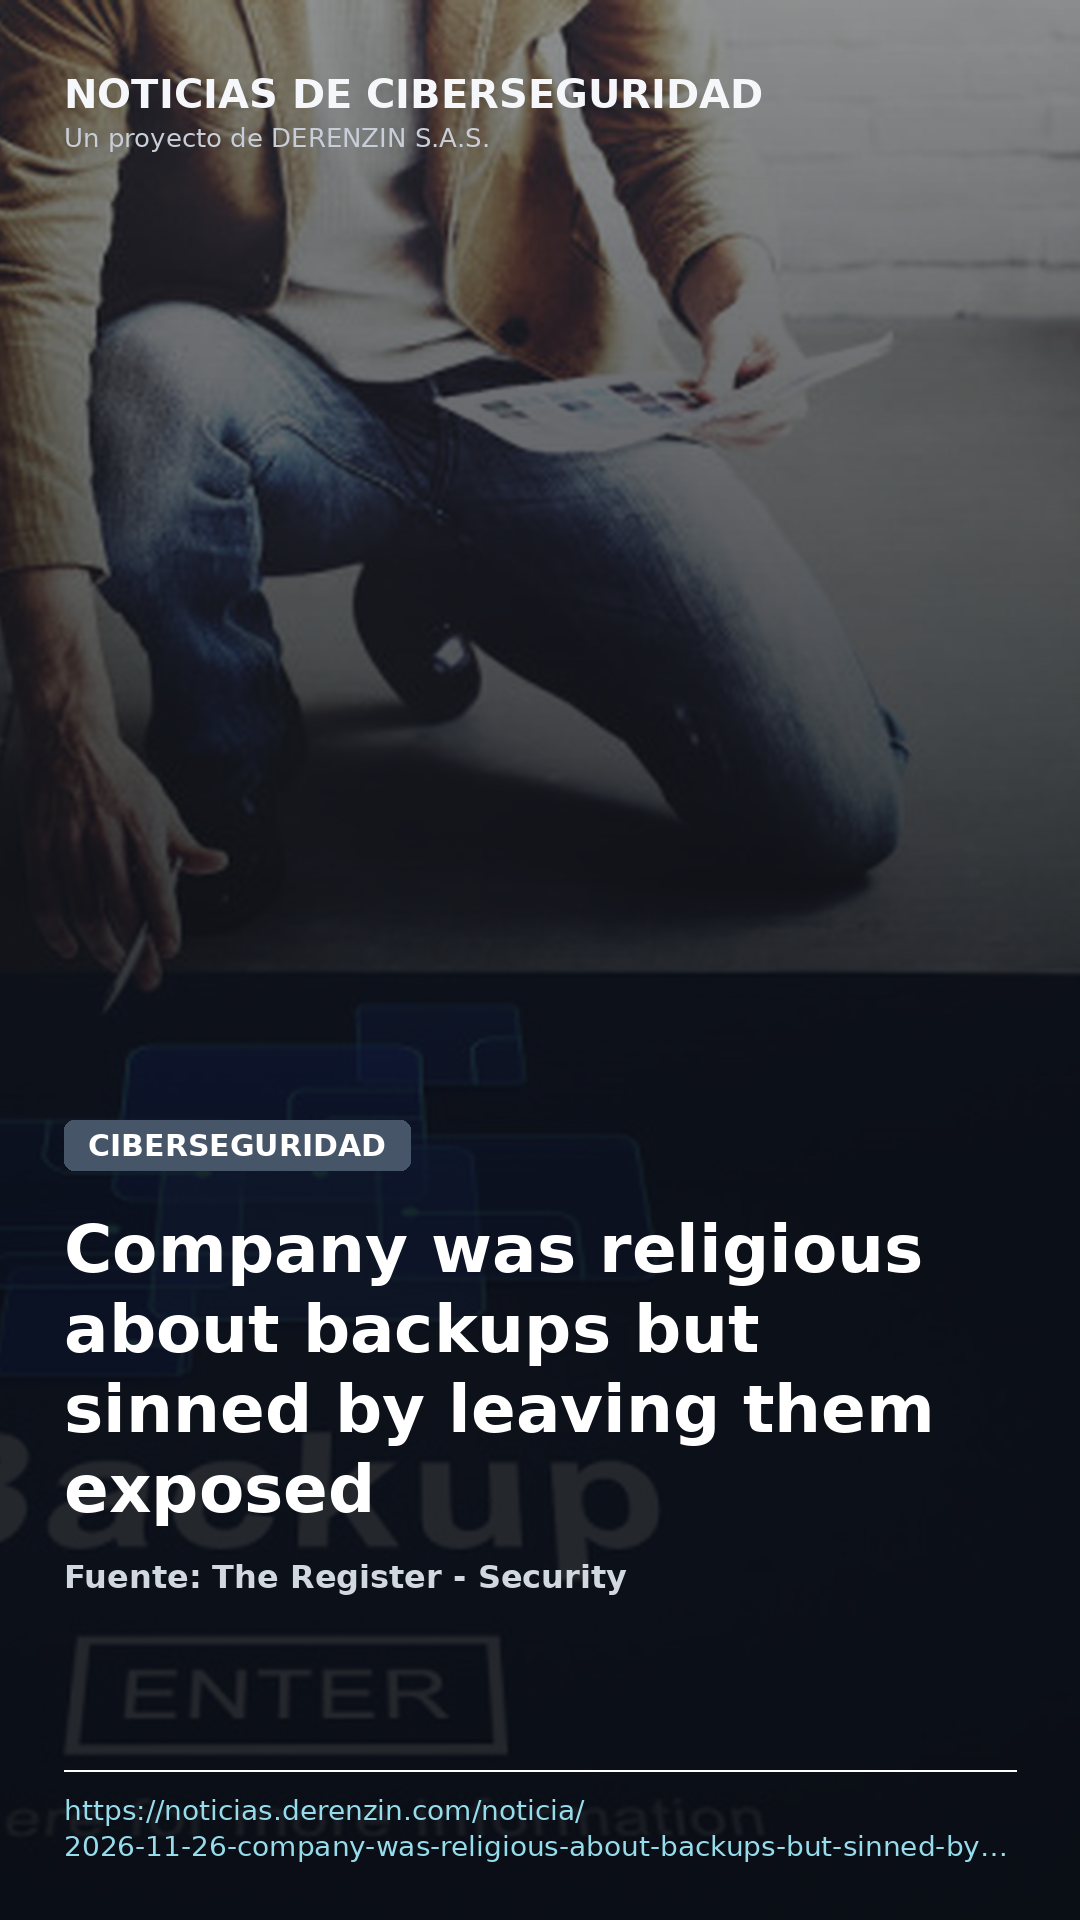 NOTICIAS DE CIBERSEGURIDAD
Un proyecto de DERENZIN S.A.S.
CIBERSEGURIDAD
Company was religious
about backups but
sinned by leaving them
exposed
Backup
Fuente: The Register - Security
ENTER
https://noticias.derenzin.com/noticia/
2026-11-26-company-was-religious-about-backups-but-sinned-by…